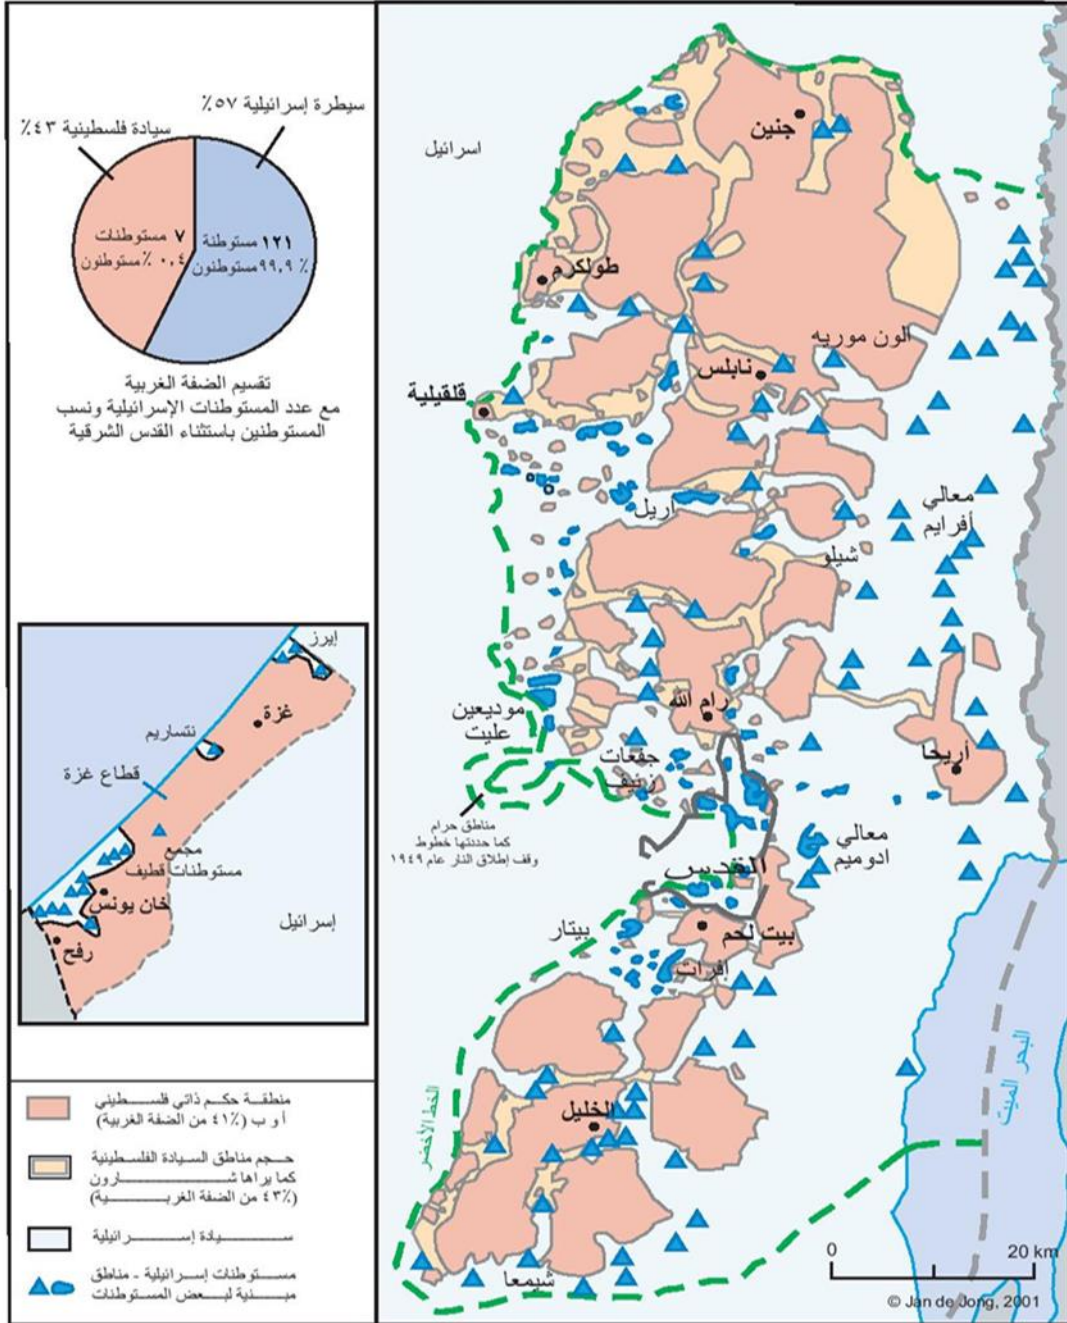 سيطرة إسرائيلية ٥٧٪
سيادة فلسطينية ٤٣٪
٧ مستوطنات
٠,٤ ٪ مستوطنون
١٢١ مستوطنة
٩٩,٩ ٪ مستوطنون
تقسيم الضفة الغربية
مع عدد المستوطنات الإسرائيلية ونسب
المستوطنين باستثناء القدس الشرقية
إيرز
غزة
نتساريم
قطاع غزة
مجمع
مستوطنات قطيف
خان يونس
إسرائيل
رفح
منطقة حكم ذاتي فلسطيني
أ و ب (٤١٪ من الضفة الغربية)
حجم مناطق السيادة الفلسطينية
كما يراها شارون
(٤٣٪ من الضفة الغربية)
سيادة إسرائيلية
مستوطنات إسرائيلية - مناطق
مبنية لبعض المستوطنات
اسرائيل
جنين
طولكرم
الون موريه
نابلس
قلقيلية
معالي
أفرايم
اريل
شيلو
موديعين
عليت
رام الله
جفعات
زئيف
أريحا
مناطق حرام
كما حددتها خطوط
وقف إطلاق النار عام ١٩٤٩
معالي
ادوميم
القدس
بيتار
بيت لحم
إفرات
البحر الميت
الخط الأخضر
الخليل
شيمعا
0 20 km
© Jan de Jong, 2001